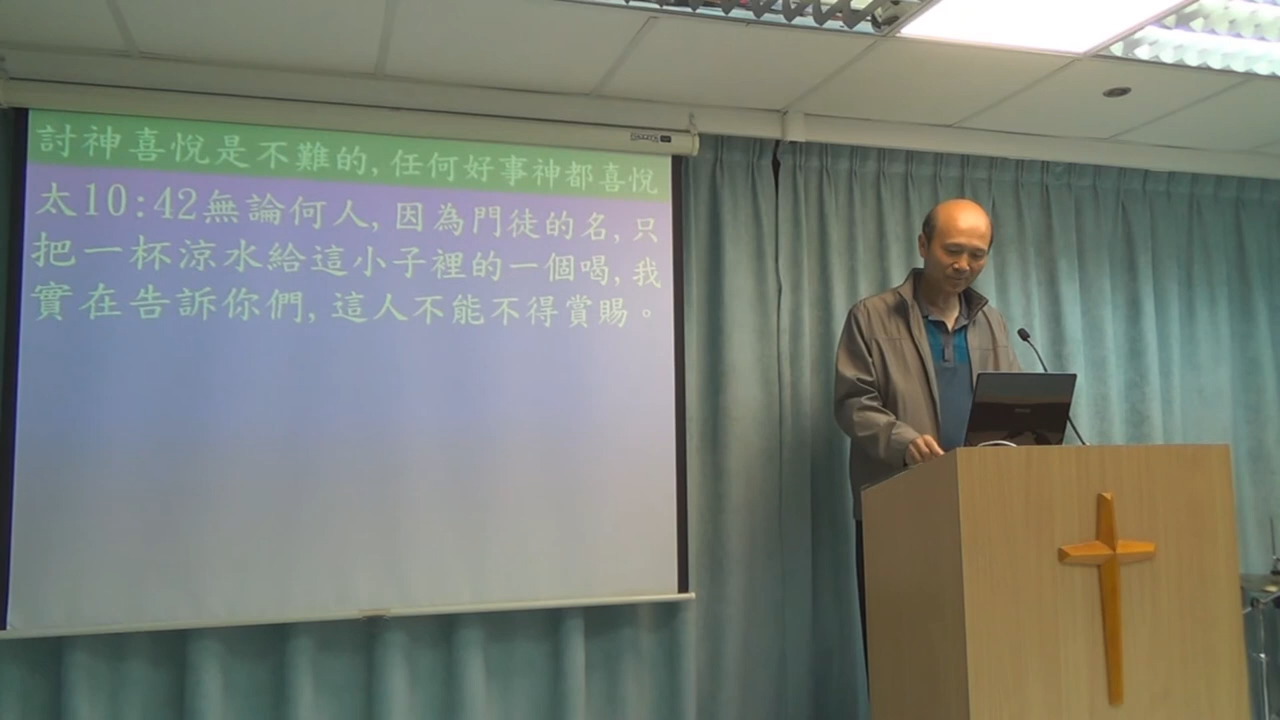 討神喜悅是不難的,任何好事神都喜悅
太10:42無論何人,因為門徒的名,只
把一杯涼水給這小子裡的一個喝,我
實在告訴你們,這人不能不得賞賜。